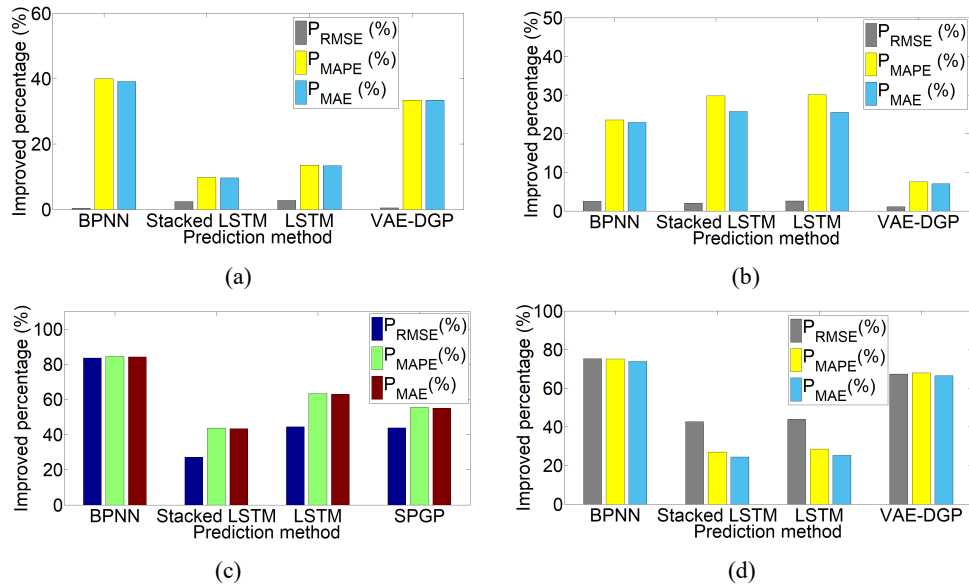 60
40
20
0
Improved percentage (%)
P_RMSE (%)
P_MAPE (%)
P_MAE (%)
BPNN Stacked LSTM LSTM VAE-DGP
Prediction method
(a)
50
40
30
20
10
0
Improved percentage (%)
P_RMSE (%)
P_MAPE (%)
P_MAE (%)
BPNN Stacked LSTM LSTM VAE-DGP
Prediction method
(b)
100
80
60
40
20
0
Improved percentage (%)
P_RMSE(%)
P_MAPE(%)
P_MAE(%)
BPNN Stacked LSTM LSTM SPGP
Prediction method
(c)
100
80
60
40
20
0
Improved percentage (%)
P_RMSE(%)
P_MAPE(%)
P_MAE(%)
BPNN Stacked LSTM LSTM VAE-DGP
Prediction method
(d)